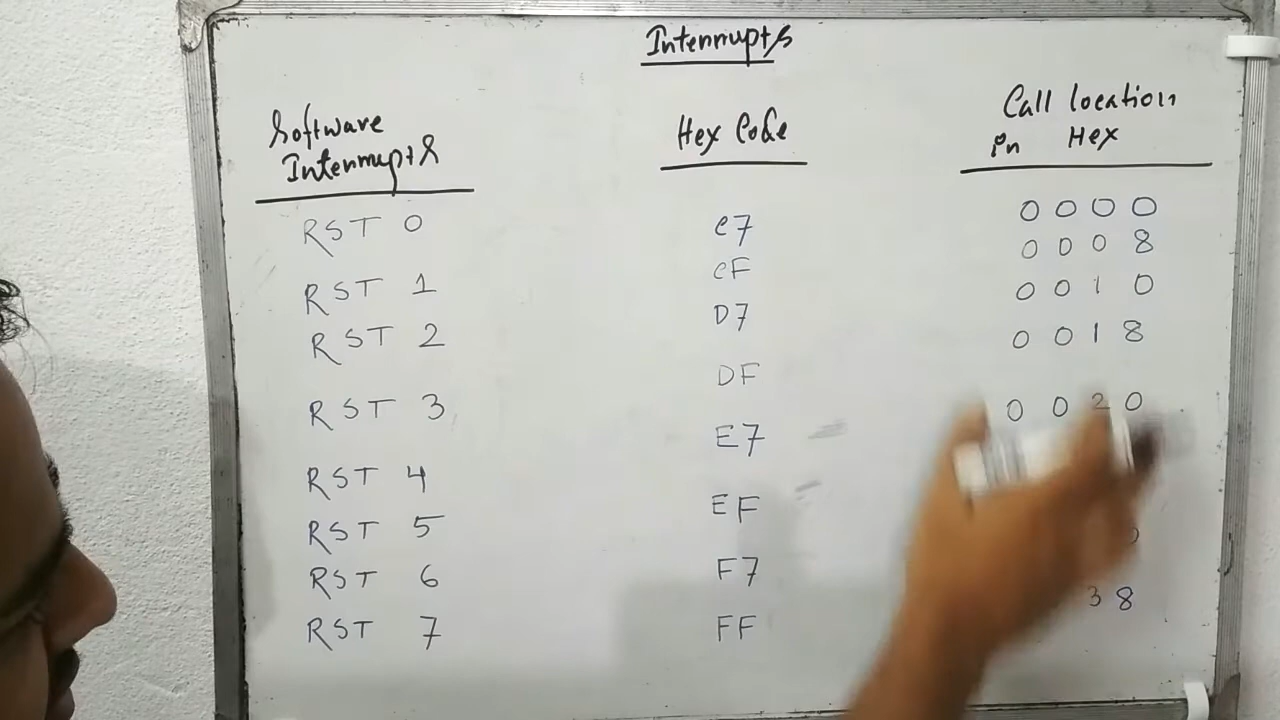 Interrupts
Software
Interrupts
Hex Code
Call location
in Hex
RST 0 C7 0000
RST 1 CF 0008
RST 2 D7 0010
RST 3 DF 0018
RST 4 E7 0020
RST 5 EF
RST 6 F7
RST 7 FF 38